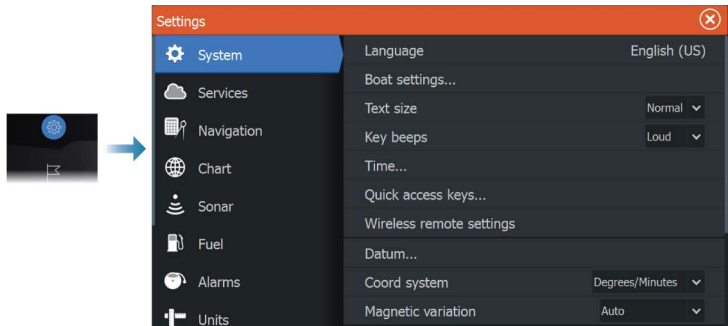 Settings
System
Services
Navigation
Chart
Sonar
Fuel
Alarms
Units
Language English (US)
Boat settings...
Text size Normal
Key beeps Loud
Time...
Quick access keys...
Wireless remote settings
Datum...
Coord system Degrees/Minutes
Magnetic variation Auto